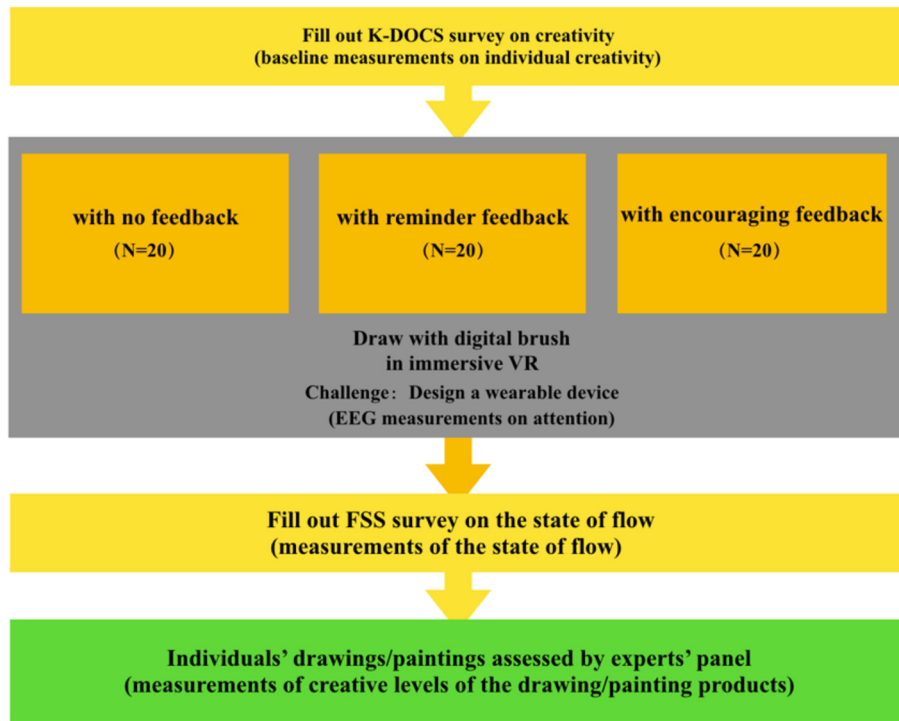 Fill out K-DOCS survey on creativity
(baseline measurements on individual creativity)
with no feedback
（N=20）
with reminder feedback
（N=20）
with encouraging feedback
（N=20）
Draw with digital brush
in immersive VR
Challenge： Design a wearable device
(EEG measurements on attention)
Fill out FSS survey on the state of flow
(measurements of the state of flow)
Individuals’ drawings/paintings assessed by experts’ panel
(measurements of creative levels of the drawing/painting products)